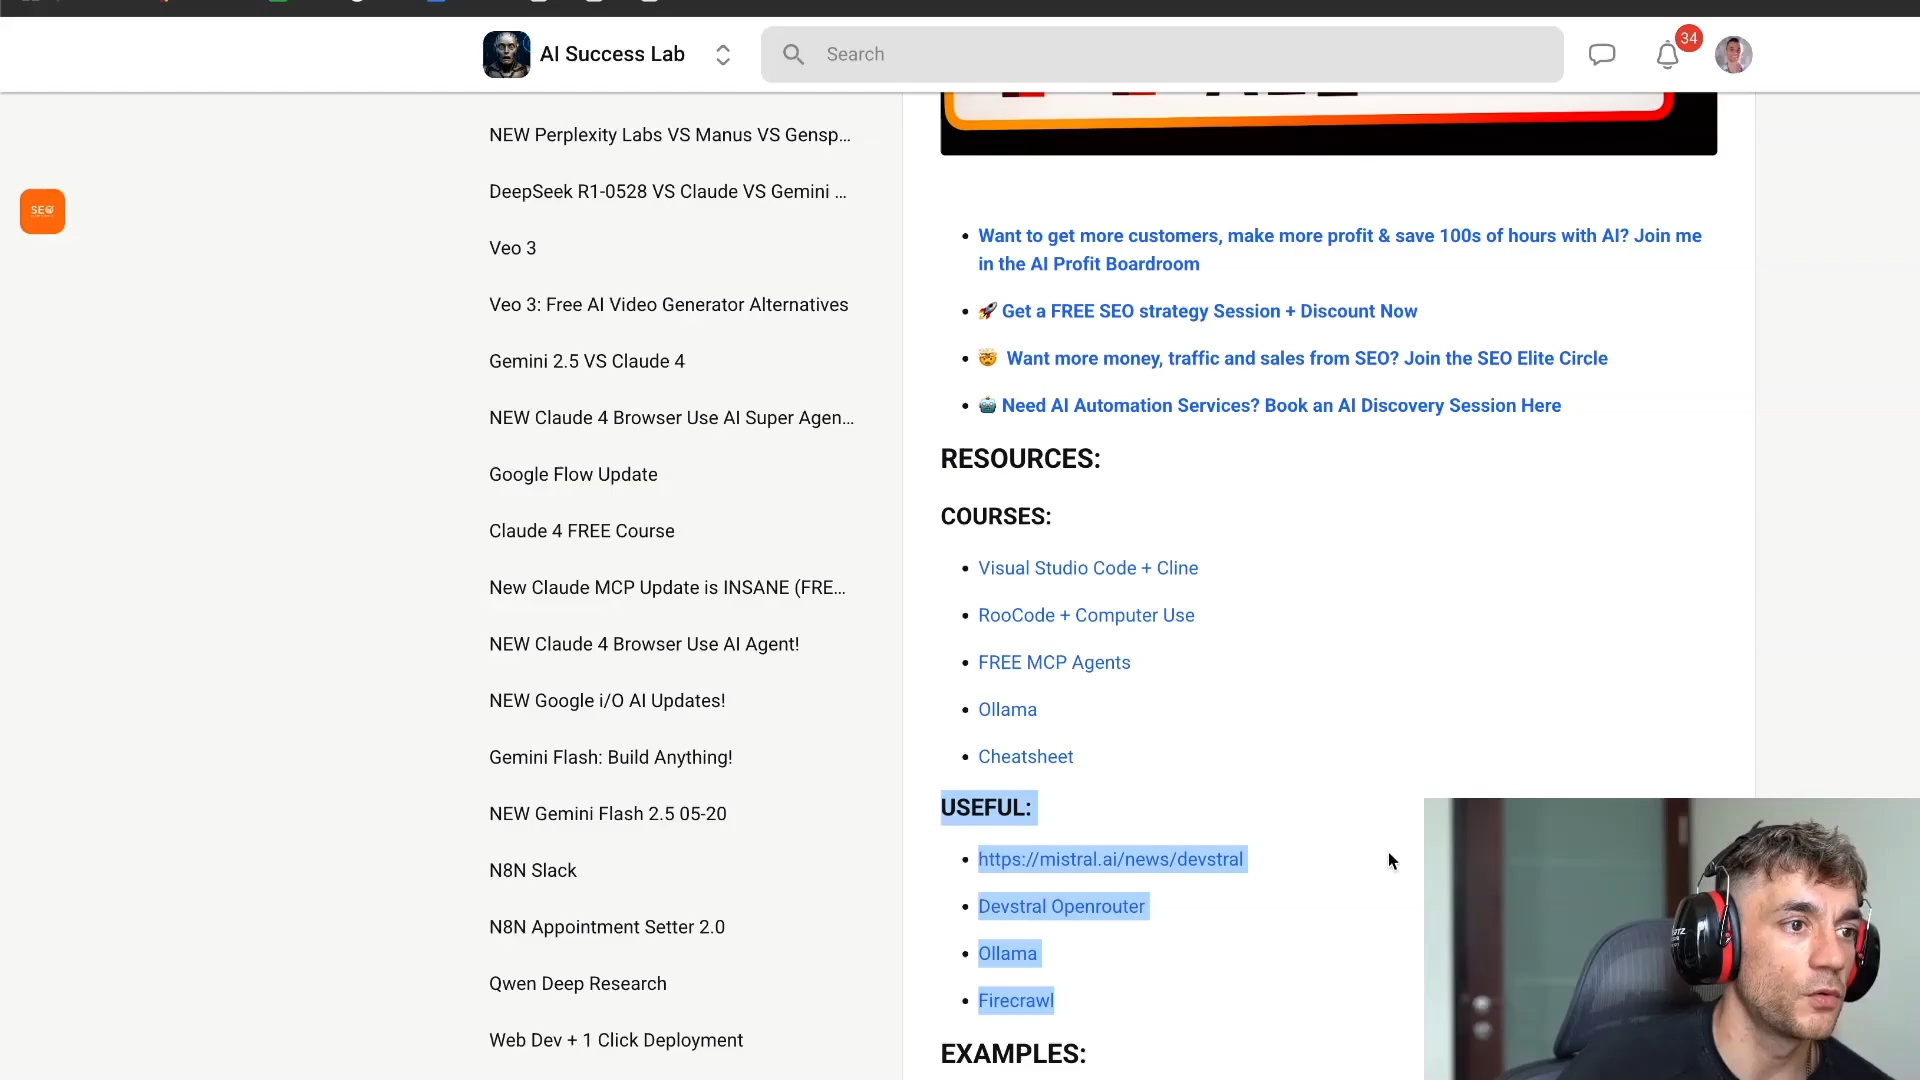 AI Success Lab
Search
34
SEO
NEW Perplexity Labs VS Manus VS Gensp...
DeepSeek R1-0528 VS Claude VS Gemini ...
Veo 3
Veo 3: Free AI Video Generator Alternatives
Gemini 2.5 VS Claude 4
NEW Claude 4 Browser Use AI Super Agen...
Google Flow Update
Claude 4 FREE Course
New Claude MCP Update is INSANE (FRE...
NEW Claude 4 Browser Use AI Agent!
NEW Google i/O AI Updates!
Gemini Flash: Build Anything!
NEW Gemini Flash 2.5 05-20
N8N Slack
N8N Appointment Setter 2.0
Qwen Deep Research
Web Dev + 1 Click Deployment
Want to get more customers, make more profit & save 100s of hours with AI? Join me
in the AI Profit Boardroom
🚀 Get a FREE SEO strategy Session + Discount Now
🤯 Want more money, traffic and sales from SEO? Join the SEO Elite Circle
🤖 Need AI Automation Services? Book an AI Discovery Session Here
RESOURCES:
COURSES:
Visual Studio Code + Cline
RooCode + Computer Use
FREE MCP Agents
Ollama
Cheatsheet
USEFUL:
https://mistral.ai/news/devstral
Devstral Openrouter
Ollama
Firecrawl
EXAMPLES: